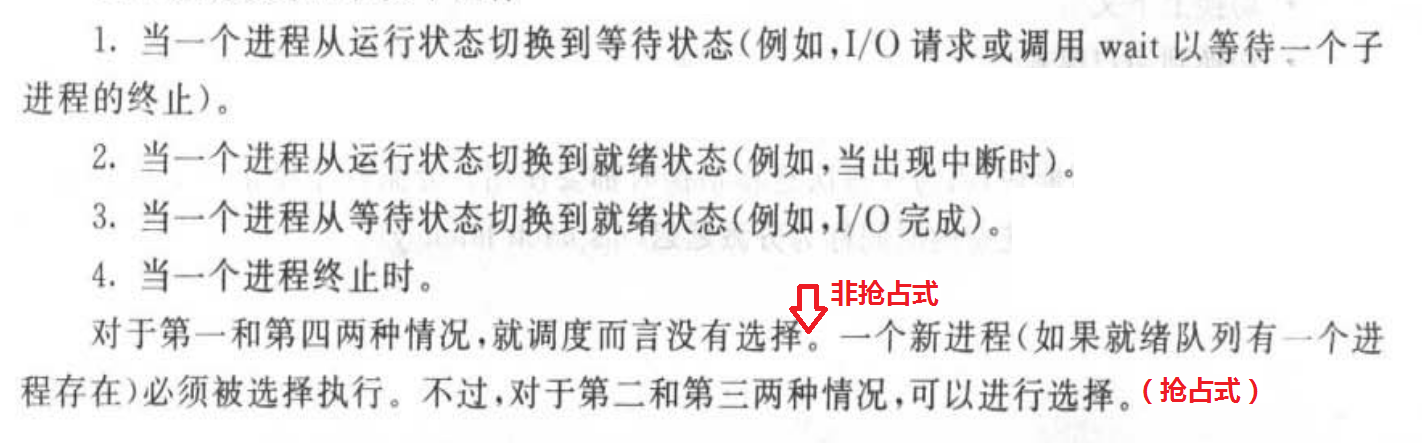 1. 当一个进程从运行状态切换到等待状态(例如,I/O 请求或调用 wait 以等待一个子
进程的终止)。
2. 当一个进程从运行状态切换到就绪状态(例如,当出现中断时)。
3. 当一个进程从等待状态切换到就绪状态(例如,I/O 完成)。
4. 当一个进程终止时。
非抢占式
对于第一和第四两种情况,就调度而言没有选择。一个新进程(如果就绪队列有一个进
程存在)必须被选择执行。不过,对于第二和第三两种情况,可以进行选择。(抢占式)